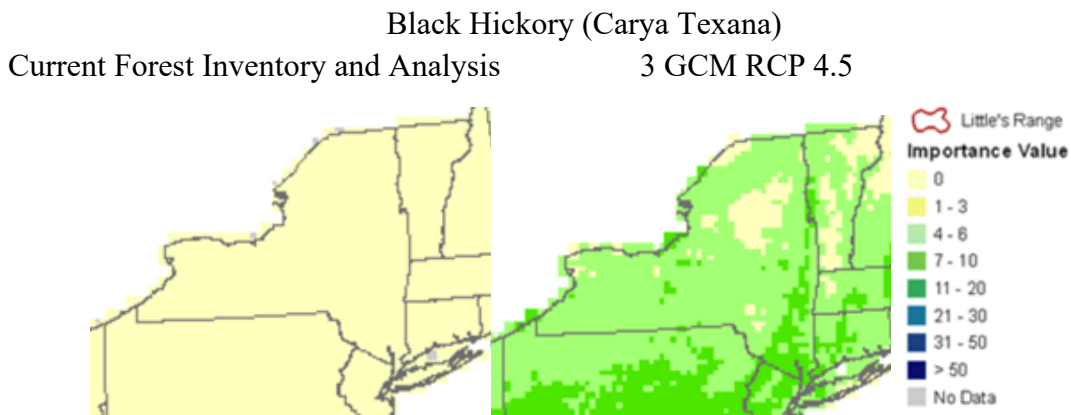 Black Hickory (Carya Texana)
Current Forest Inventory and Analysis 3 GCM RCP 4.5
Little's Range
Importance Value
0
1 - 3
4 - 6
7 - 10
11 - 20
21 - 30
31 - 50
> 50
No Data